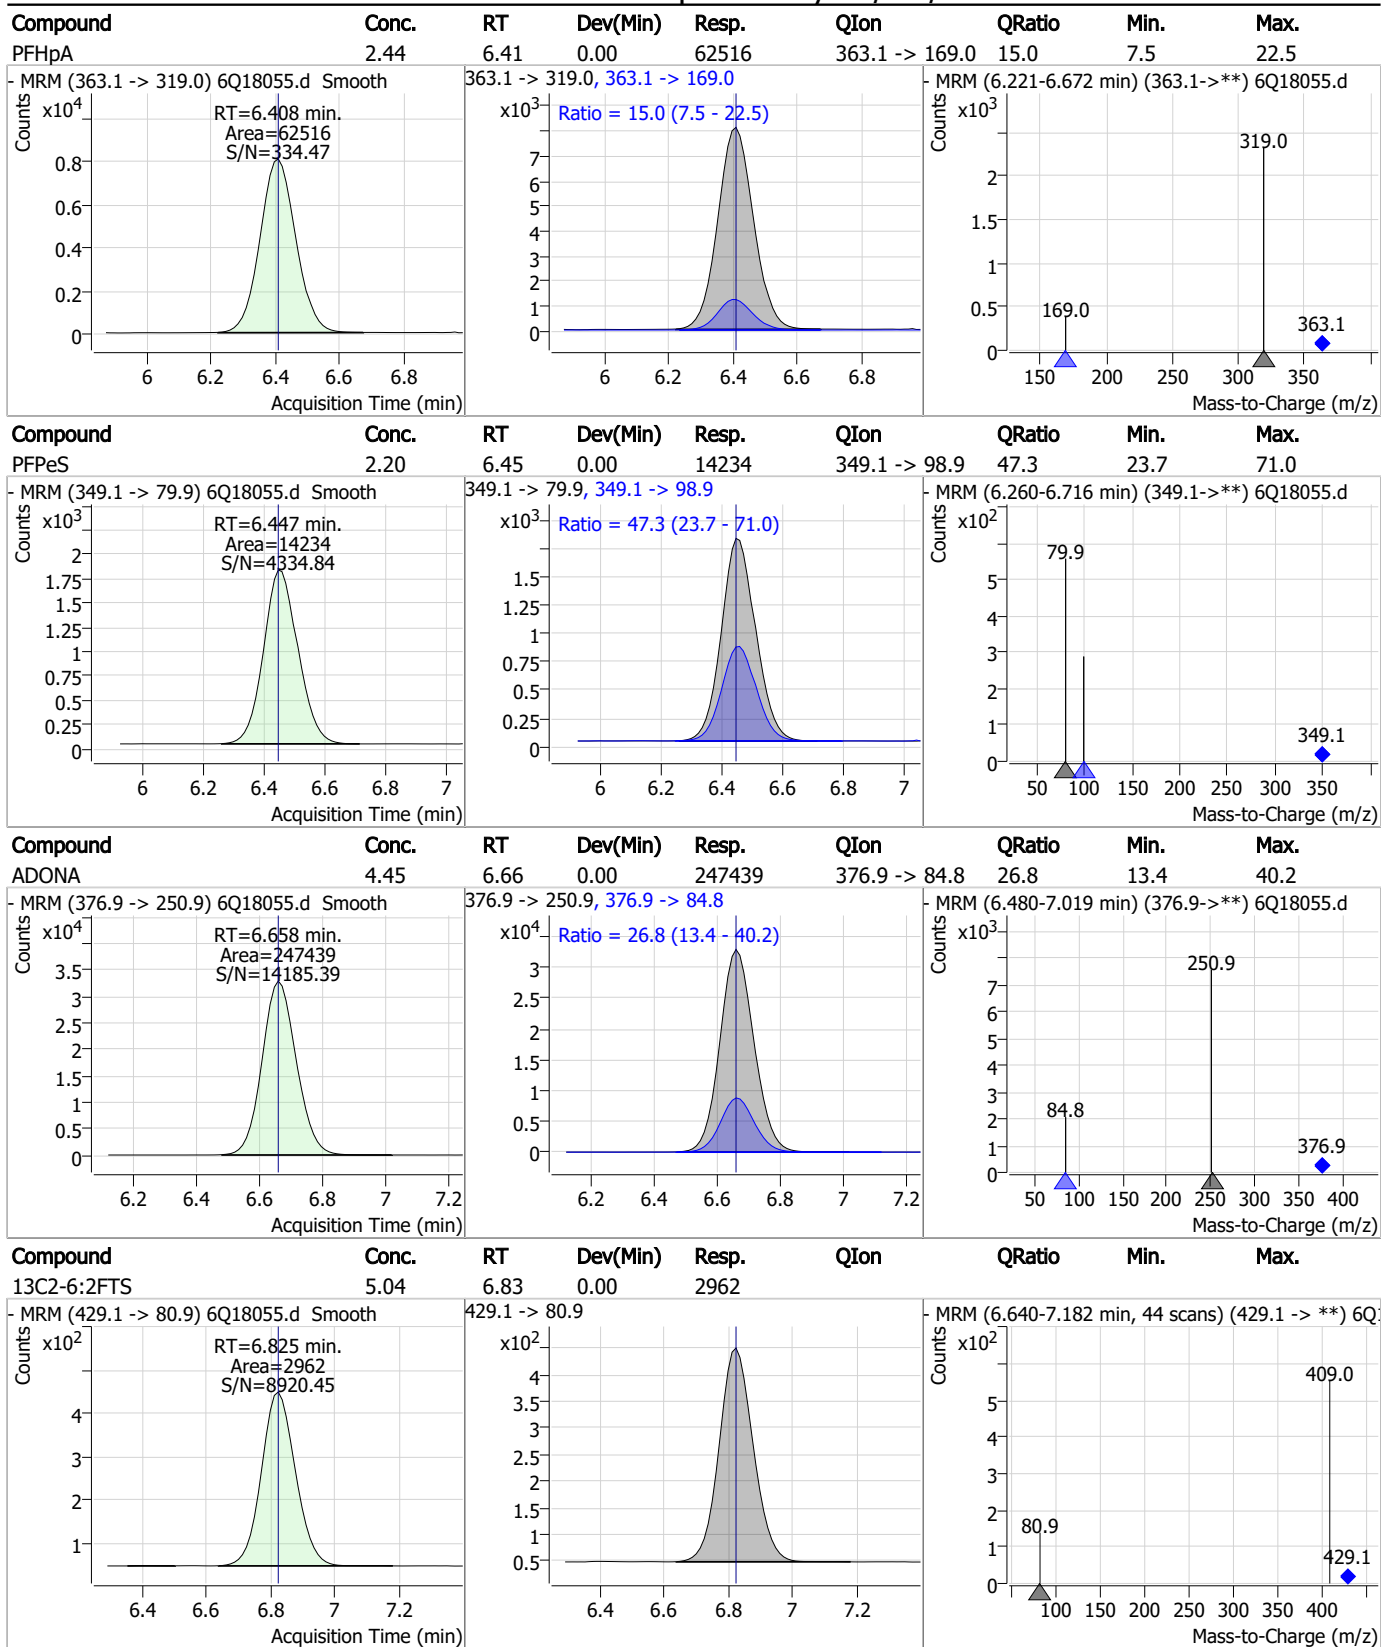 Compound Conc. RT Dev(Min) Resp. QIon QRatio Min. Max.
PFHpA 2.44 6.41 0.00 62516 363.1 -> 169.0 15.0 7.5 22.5
- MRM (363.1 -> 319.0) 6Q18055.d Smooth
Counts
x10^4
RT=6.408 min.
Area=62516
S/N=334.47
0.8
0.6
0.4
0.2
0
6 6.2 6.4 6.6 6.8
Acquisition Time (min)
363.1 -> 319.0, 363.1 -> 169.0
x10^3
Ratio = 15.0 (7.5 - 22.5)
7
6
5
4
3
2
1
0
6 6.2 6.4 6.6 6.8
- MRM (6.221-6.672 min) (363.1->**) 6Q18055.d
Counts
x10^3
319.0
2
1.5
1
0.5
0
169.0
363.1
150 200 250 300 350
Mass-to-Charge (m/z)
Compound Conc. RT Dev(Min) Resp. QIon QRatio Min. Max.
PFPeS 2.20 6.45 0.00 14234 349.1 -> 98.9 47.3 23.7 71.0
- MRM (349.1 -> 79.9) 6Q18055.d Smooth
Counts
x10^3
RT=6.447 min.
Area=14234
S/N=4334.84
2
1.75
1.5
1.25
1
0.75
0.5
0.25
0
6 6.2 6.4 6.6 6.8 7
Acquisition Time (min)
349.1 -> 79.9, 349.1 -> 98.9
x10^3
Ratio = 47.3 (23.7 - 71.0)
1.5
1.25
1
0.75
0.5
0.25
0
6 6.2 6.4 6.6 6.8 7
- MRM (6.260-6.716 min) (349.1->**) 6Q18055.d
Counts
x10^2
79.9
5
4
3
2
1
0
349.1
50 100 150 200 250 300 350
Mass-to-Charge (m/z)
Compound Conc. RT Dev(Min) Resp. QIon QRatio Min. Max.
ADONA 4.45 6.66 0.00 247439 376.9 -> 84.8 26.8 13.4 40.2
- MRM (376.9 -> 250.9) 6Q18055.d Smooth
Counts
x10^4
RT=6.658 min.
Area=247439
S/N=14185.39
3.5
3
2.5
2
1.5
1
0.5
0
6.2 6.4 6.6 6.8 7 7.2
Acquisition Time (min)
376.9 -> 250.9, 376.9 -> 84.8
x10^4
Ratio = 26.8 (13.4 - 40.2)
3
2.5
2
1.5
1
0.5
0
6.2 6.4 6.6 6.8 7 7.2
- MRM (6.480-7.019 min) (376.9->**) 6Q18055.d
Counts
x10^3
250.9
7
6
5
4
3
2
1
0
84.8
376.9
50 100 150 200 250 300 350 400
Mass-to-Charge (m/z)
Compound Conc. RT Dev(Min) Resp. QIon QRatio Min. Max.
13C2-6:2FTS 5.04 6.83 0.00 2962
- MRM (429.1 -> 80.9) 6Q18055.d Smooth
Counts
x10^2
RT=6.825 min.
Area=2962
S/N=8920.45
4
3
2
1
6.4 6.6 6.8 7 7.2
Acquisition Time (min)
429.1 -> 80.9
x10^2
4
3.5
3
2.5
2
1.5
1
0.5
6.4 6.6 6.8 7 7.2
- MRM (6.640-7.182 min, 44 scans) (429.1 -> **) 6Q
Counts
x10^2
409.0
5
4
3
2
1
0
80.9
429.1
100 150 200 250 300 350 400
Mass-to-Charge (m/z)